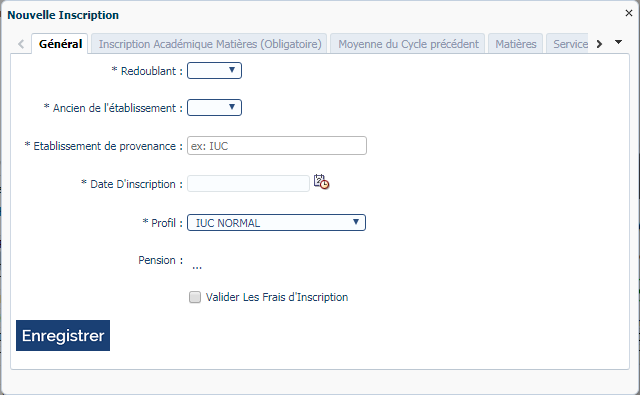 Nouvelle Inscription
Général Inscription Académique Matières (Obligatoire) Moyenne du Cycle précédent Matières Service
* Redoublant :
* Ancien de l'établissement :
* Etablissement de provenance : ex: IUC
* Date D'inscription :
* Profil : IUC NORMAL
Pension : ...
Valider Les Frais d'Inscription
Enregistrer